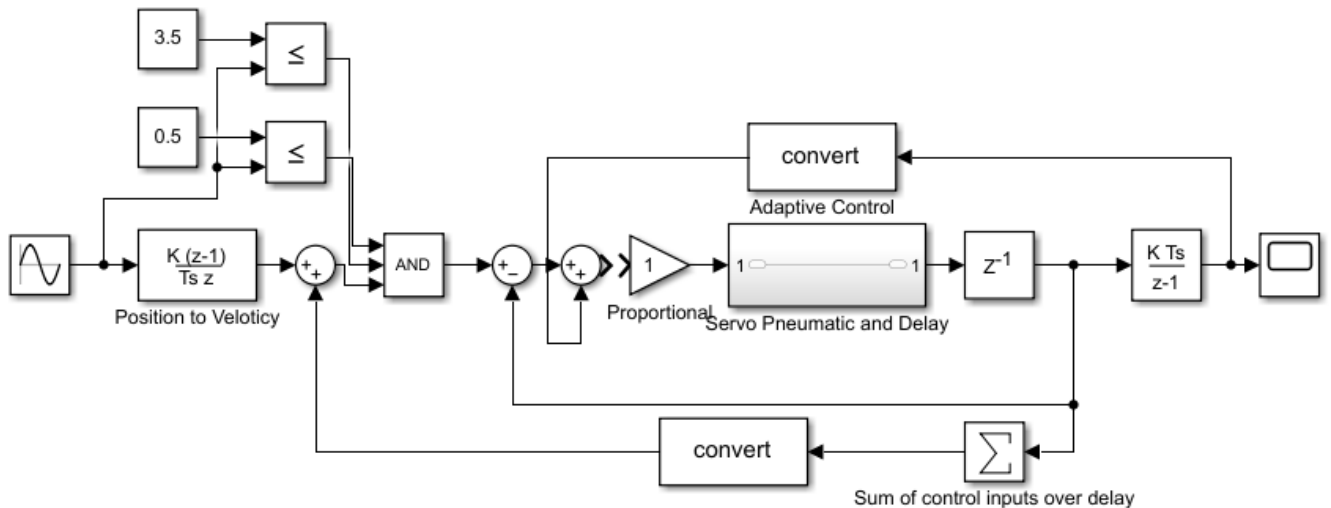 3.5
≤
0.5
≤
convert
Adaptive Control
K (z-1)
Ts z
Position to Veloticy
+
+
AND
+
−
+
+
1
Proportional
1
1
Servo Pneumatic and Delay
Z-1
K Ts
z-1
convert
∑
Sum of control inputs over delay